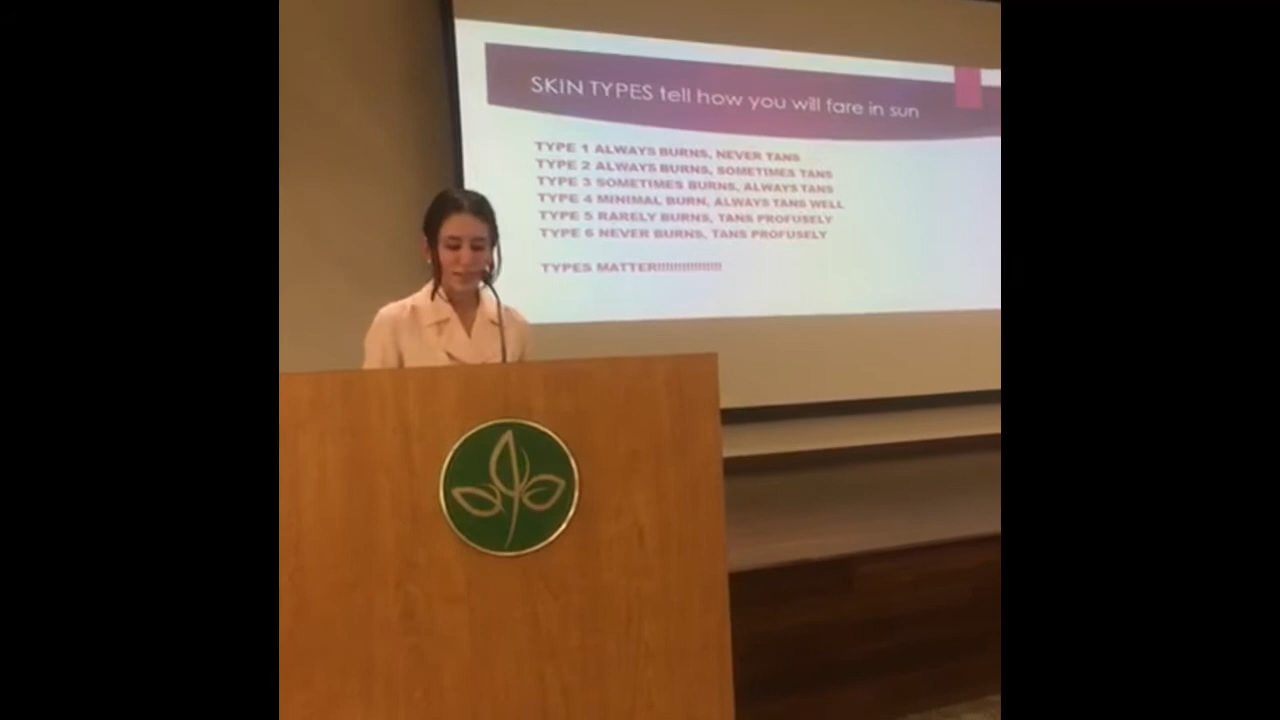 SKIN TYPES tell how you will fare in sun
TYPE 1 ALWAYS BURNS, NEVER TANS
TYPE 2 ALWAYS BURNS, SOMETIMES TANS
TYPE 3 SOMETIMES BURNS, ALWAYS TANS
TYPE 4 MINIMAL BURN, ALWAYS TANS WELL
TYPE 5 RARELY BURNS, TANS PROFUSELY
TYPE 6 NEVER BURNS, TANS PROFUSELY
TYPES MATTER!!!!!!!!!!!!!!!!